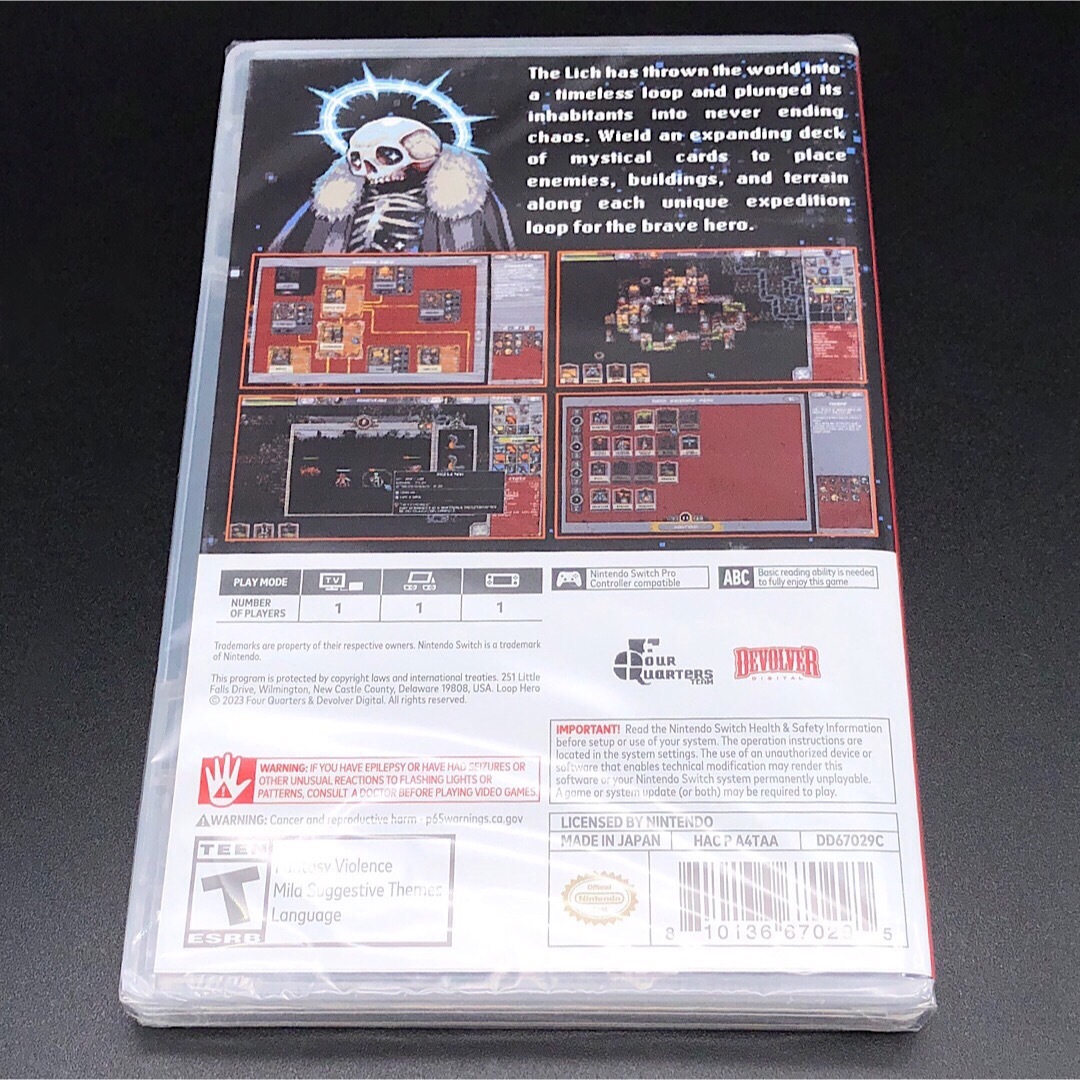 The Lich has thrown the world into
a timeless loop and plunged its
inhabitants into never ending
chaos. Wield an expanding deck
of mystical cards to place
enemies, buildings, and terrain
along each unique expedition
loop for the brave hero.
PLAY MODE
TV
NUMBER
OF PLAYERS
1 1 1
Nintendo Switch Pro
Controller compatible
ABC
Basic reading ability is needed
to fully enjoy this game
Trademarks are property of their respective owners. Nintendo Switch is a trademark
of Nintendo.
This program is protected by copyright laws and international treaties. 251 Little
Falls Drive, Wilmington, New Castle County, Delaware 19808, USA. Loop Hero
© 2023 Four Quarters & Devolver Digital. All rights reserved.
FOUR
QUARTERS
TEAM
DEVOLVER
DIGITAL
IMPORTANT! Read the Nintendo Switch Health & Safety Information
before setup or use of your system. The operation instructions are
located in the system settings. The use of an unauthorized device or
software that enables technical modification may render this
software or your Nintendo Switch system permanently unplayable.
A game or system update (or both) may be required to play.
WARNING: IF YOU HAVE EPILEPSY OR HAVE HAD SEIZURES OR
OTHER UNUSUAL REACTIONS TO FLASHING LIGHTS OR
PATTERNS, CONSULT A DOCTOR BEFORE PLAYING VIDEO GAMES.
WARNING: Cancer and reproductive harm - p65warnings.ca.gov
LICENSED BY NINTENDO
MADE IN JAPAN HAC P A4TAA DD67029C
TEEN
T
ESRB
Fantasy Violence
Mild Suggestive Themes
Language
Official
Nintendo
8 10136 67029 5